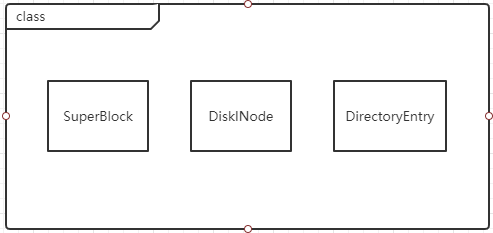 class
SuperBlock
DiskINode
DirectoryEntry